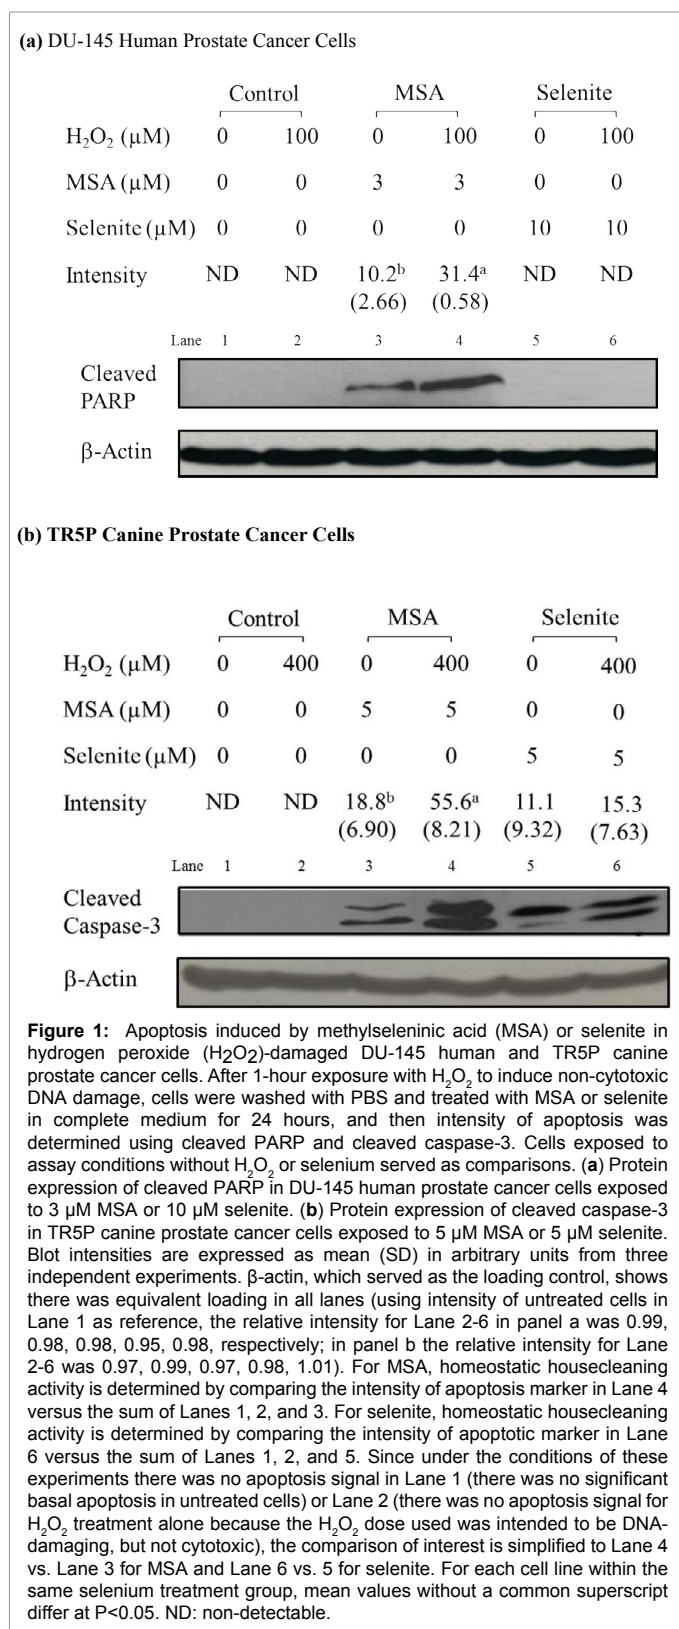 (a) DU-145 Human Prostate Cancer Cells
Control MSA Selenite
H₂O₂ (μM) 0 100 0 100 0 100
MSA (μM) 0 0 3 3 0 0
Selenite (μM) 0 0 0 0 10 10
Intensity ND ND 10.2ᵇ 31.4ᵃ ND ND
(2.66) (0.58)
Lane 1 2 3 4 5 6
Cleaved
PARP
β-Actin
(b) TR5P Canine Prostate Cancer Cells
Control MSA Selenite
H₂O₂ (μM) 0 400 0 400 0 400
MSA (μM) 0 0 5 5 0 0
Selenite (μM) 0 0 0 0 5 5
Intensity ND ND 18.8ᵇ 55.6ᵃ 11.1 15.3
(6.90) (8.21) (9.32) (7.63)
Lane 1 2 3 4 5 6
Cleaved
Caspase-3
β-Actin
Figure 1: Apoptosis induced by methylseleninic acid (MSA) or selenite in
hydrogen peroxide (H2O2)-damaged DU-145 human and TR5P canine
prostate cancer cells. After 1-hour exposure with H₂O₂ to induce non-cytotoxic
DNA damage, cells were washed with PBS and treated with MSA or selenite
in complete medium for 24 hours, and then intensity of apoptosis was
determined using cleaved PARP and cleaved caspase-3. Cells exposed to
assay conditions without H₂O₂ or selenium served as comparisons. (a) Protein
expression of cleaved PARP in DU-145 human prostate cancer cells exposed
to 3 μM MSA or 10 μM selenite. (b) Protein expression of cleaved caspase-3
in TR5P canine prostate cancer cells exposed to 5 μM MSA or 5 μM selenite.
Blot intensities are expressed as mean (SD) in arbitrary units from three
independent experiments. β-actin, which served as the loading control, shows
there was equivalent loading in all lanes (using intensity of untreated cells in
Lane 1 as reference, the relative intensity for Lane 2-6 in panel a was 0.99,
0.98, 0.98, 0.95, 0.98, respectively; in panel b the relative intensity for Lane
2-6 was 0.97, 0.99, 0.97, 0.98, 1.01). For MSA, homeostatic housecleaning
activity is determined by comparing the intensity of apoptosis marker in Lane 4
versus the sum of Lanes 1, 2, and 3. For selenite, homeostatic housecleaning
activity is determined by comparing the intensity of apoptotic marker in Lane
6 versus the sum of Lanes 1, 2, and 5. Since under the conditions of these
experiments there was no apoptosis signal in Lane 1 (there was no significant
basal apoptosis in untreated cells) or Lane 2 (there was no apoptosis signal for
H₂O₂ treatment alone because the H₂O₂ dose used was intended to be DNA-
damaging, but not cytotoxic), the comparison of interest is simplified to Lane 4
vs. Lane 3 for MSA and Lane 6 vs. 5 for selenite. For each cell line within the
same selenium treatment group, mean values without a common superscript
differ at P<0.05. ND: non-detectable.